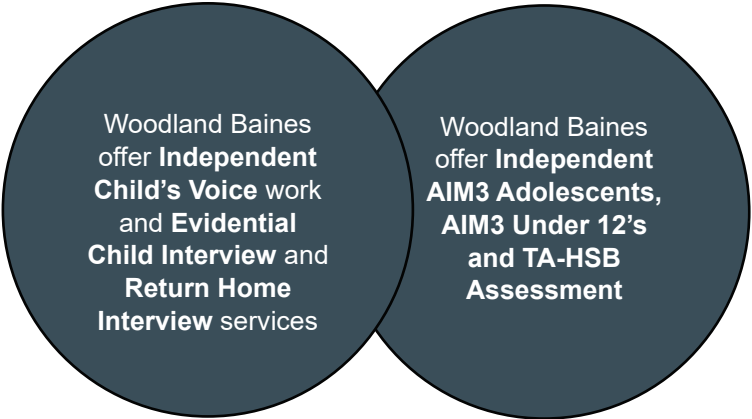 Woodland Baines
offer Independent
Child's Voice work
and Evidential
Child Interview and
Return Home
Interview services
Woodland Baines
offer Independent
AIM3 Adolescents,
AIM3 Under 12's
and TA-HSB
Assessment